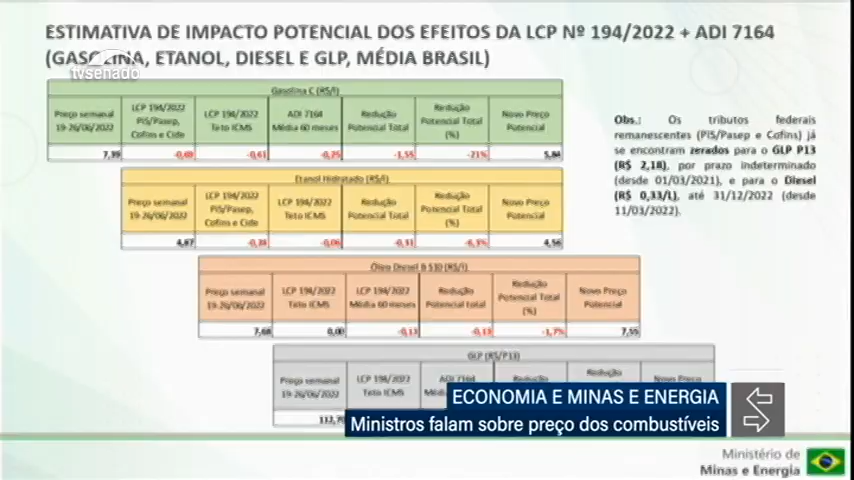 ESTIMATIVA DE IMPACTO POTENCIAL DOS EFEITOS DA LCP Nº 194/2022 + ADI 7164
(GASOLINA, ETANOL, DIESEL E GLP, MÉDIA BRASIL)
tvsenado
Gasolina C (R$/l)
Preço semanal 19-26/06/2022 LCP 194/2022 PIS/Pasep, Cofins e Cide LCP 194/2022 Teto ICMS ADI 7164 Média 60 meses Redução Potencial Total Redução Potencial Total (%) Novo Preço Potencial
7,39 -0,69 -0,61 -0,25 -1,55 -21% 5,84
Etanol Hidratado (R$/l)
Preço semanal 19-26/06/2022 LCP 194/2022 PIS/Pasep, Cofins e Cide LCP 194/2022 Teto ICMS Redução Potencial Total Redução Potencial Total (%) Novo Preço Potencial
4,87 -0,06 -0,31 -6,3% 4,56
Óleo Diesel B S10 (R$/l)
Preço semanal 19-26/06/2022 LCP 194/2022 Teto ICMS LCP 194/2022 Média 60 meses Redução Potencial total Redução Potencial Total (%) Novo Preço Potencial
7,68 0,00 -0,13 -0,13 -1,7% 7,55
GLP (R$/P13)
Preço semanal 19-26/06/2022 LCP 194/2022 Teto ICMS ADI 7164 Redução Redução Novo Preço
112,70
Obs.: Os tributos federais
remanescentes (PIS/Pasep e Cofins) já
se encontram zerados para o GLP P13
(R$ 2,18), por prazo indeterminado
(desde 01/03/2021), e para o Diesel
(R$ 0,33/L), até 31/12/2022 (desde
11/03/2022).
ECONOMIA E MINAS E ENERGIA
Ministros falam sobre preço dos combustíveis
Ministério de
Minas e Energia